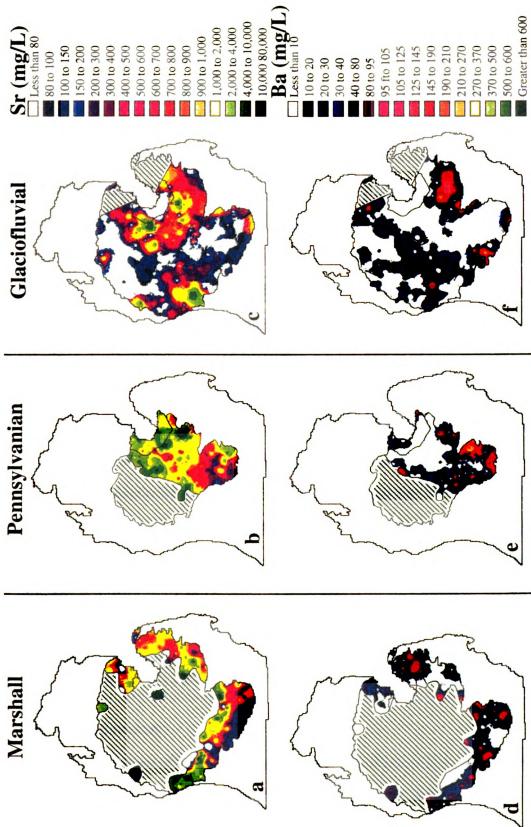 Marshall
Pennsylvanian
Glaciofluvial
a
b
c
d
e
f
Sr (mg/L)
Less than 80
80 to 100
100 to 150
150 to 200
200 to 300
300 to 400
400 to 500
500 to 600
600 to 700
700 to 800
800 to 900
900 to 1,000
1,000 to 2,000
2,000 to 4,000
4,000 to 10,000
10,000 80,000
Ba (mg/L)
Less than 10
10 to 20
20 to 30
30 to 40
40 to 80
80 to 95
95 fto 105
105 to 125
125 to 145
145 to 190
190 to 210
210 to 270
270 to 370
370 to 500
500 to 600
Greater than 600